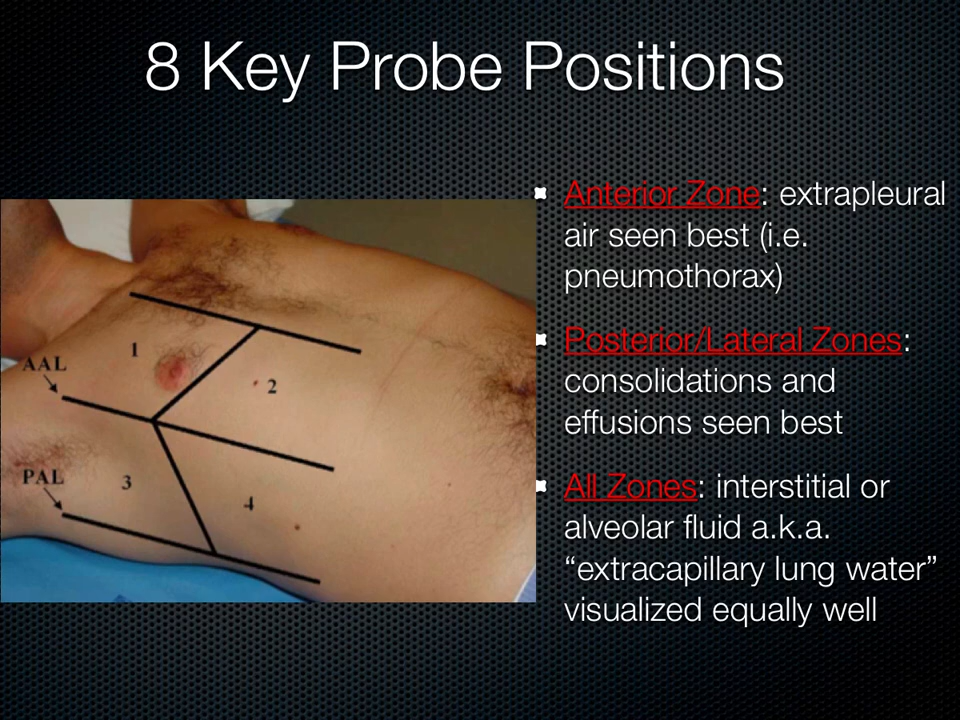 8 Key Probe Positions
Anterior Zone: extrapleural
air seen best (i.e.
pneumothorax)
Posterior/Lateral Zones:
consolidations and
effusions seen best
All Zones: interstitial or
alveolar fluid a.k.a.
“extracapillary lung water”
visualized equally well
1
AAL
2
PAL
3
4